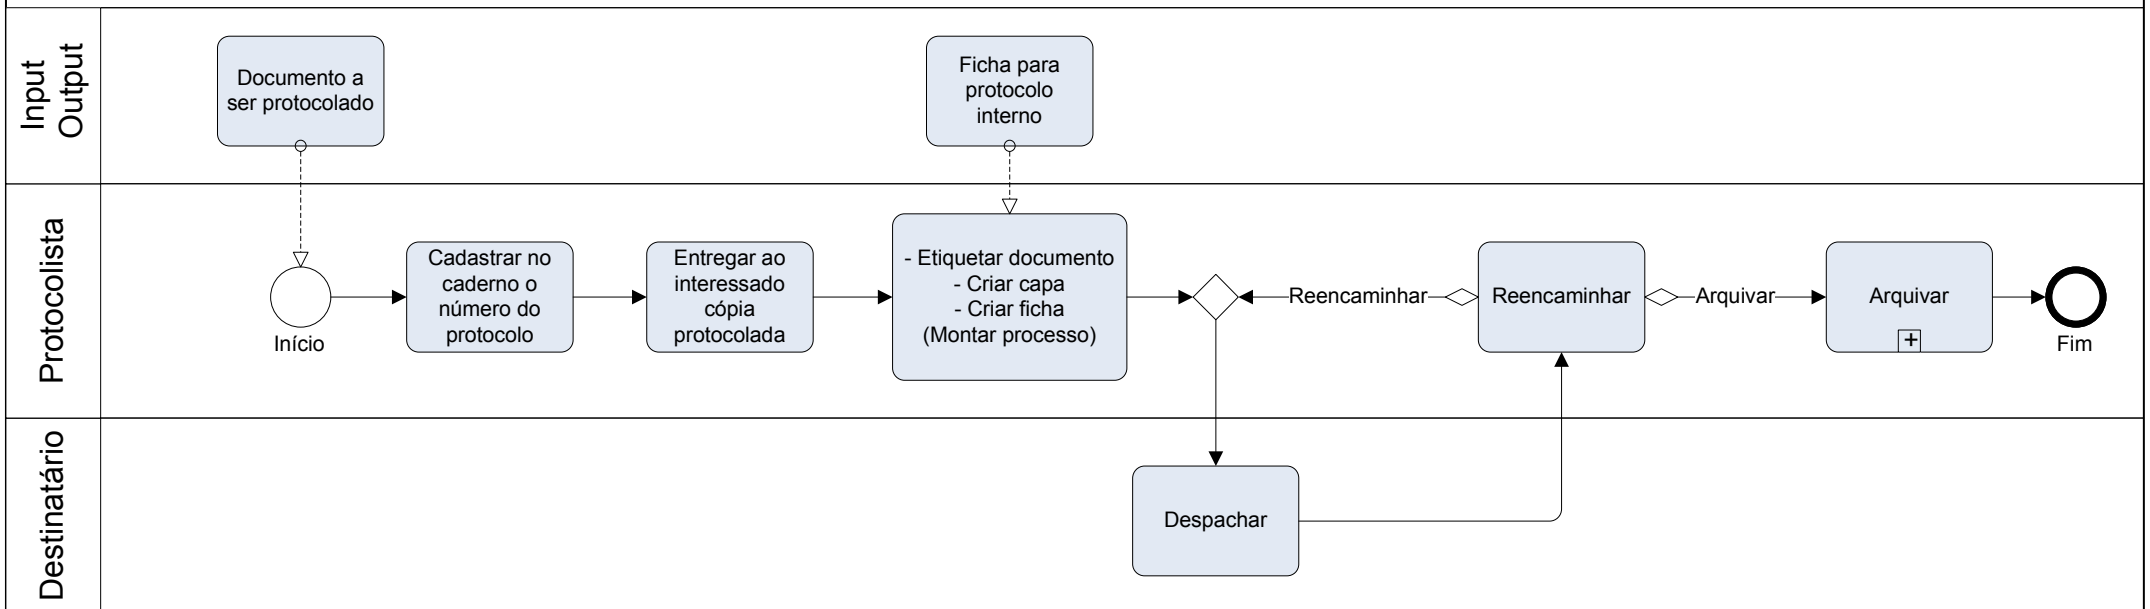 Input
Output
Documento a
ser protocolado
Ficha para
protocolo
interno
Protocolista
Início
Cadastrar no
caderno o
número do
protocolo
Entregar ao
interessado
cópia
protocolada
- Etiquetar documento
- Criar capa
- Criar ficha
(Montar processo)
Reencaminhar
Reencaminhar
Arquivar
Arquivar
Fim
Destinatário
Despachar